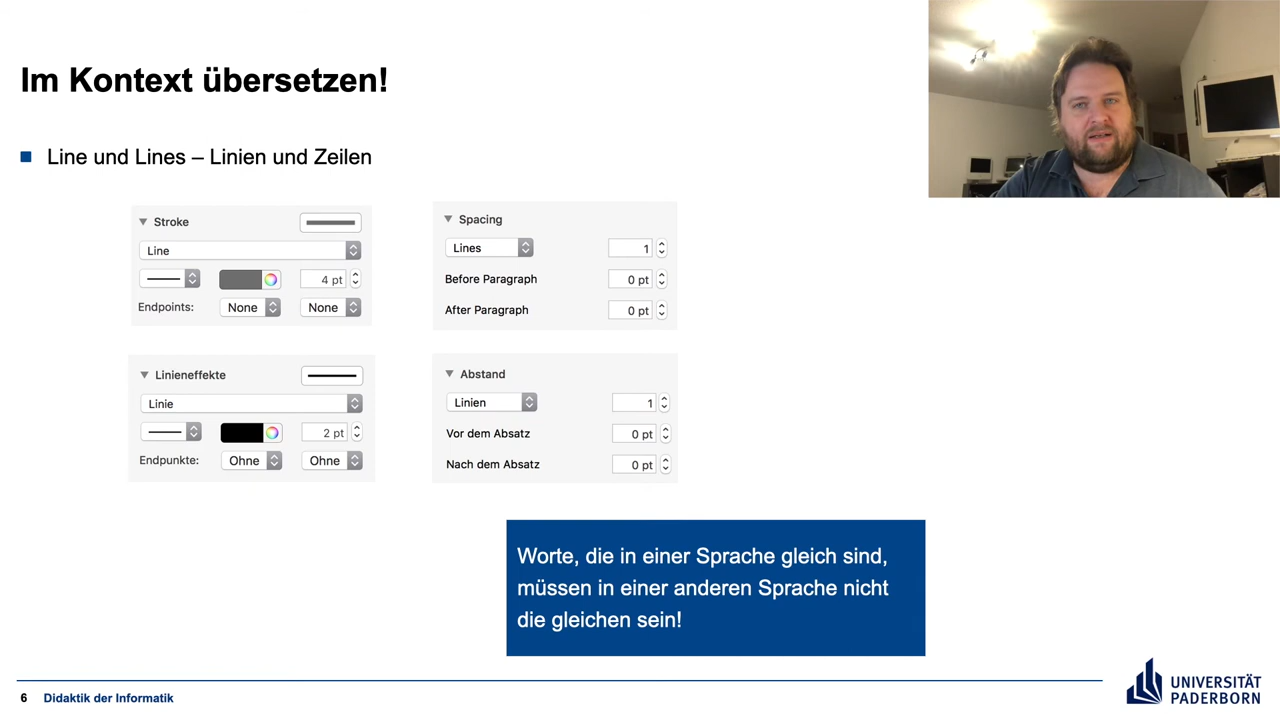 Im Kontext übersetzen!
Line und Lines – Linien und Zeilen
Stroke
Line
4 pt
Endpoints: None None
Spacing
Lines 1
Before Paragraph 0 pt
After Paragraph 0 pt
Linieneffekte
Linie
2 pt
Endpunkte: Ohne Ohne
Abstand
Linien 1
Vor dem Absatz 0 pt
Nach dem Absatz 0 pt
Worte, die in einer Sprache gleich sind,
müssen in einer anderen Sprache nicht
die gleichen sein!
6 Didaktik der Informatik
UNIVERSITÄT
PADERBORN